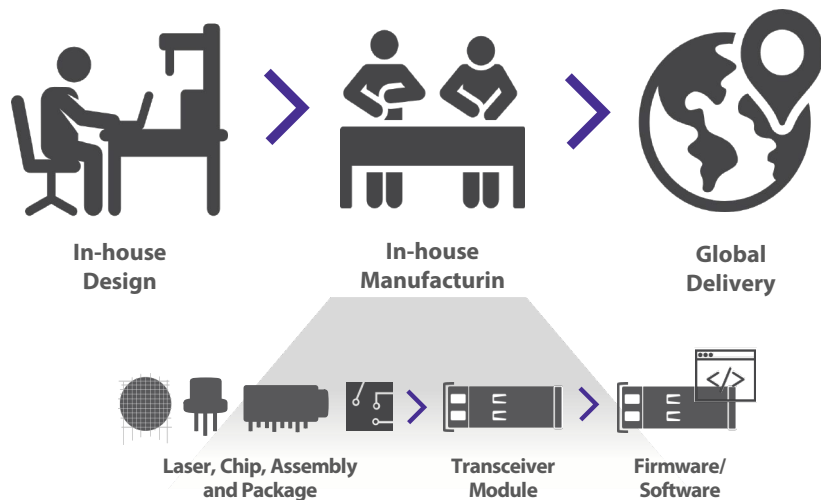 In-house
Design
In-house
Manufacturin
Global
Delivery
</>
Laser, Chip, Assembly
and Package
Transceiver
Module
Firmware/
Software